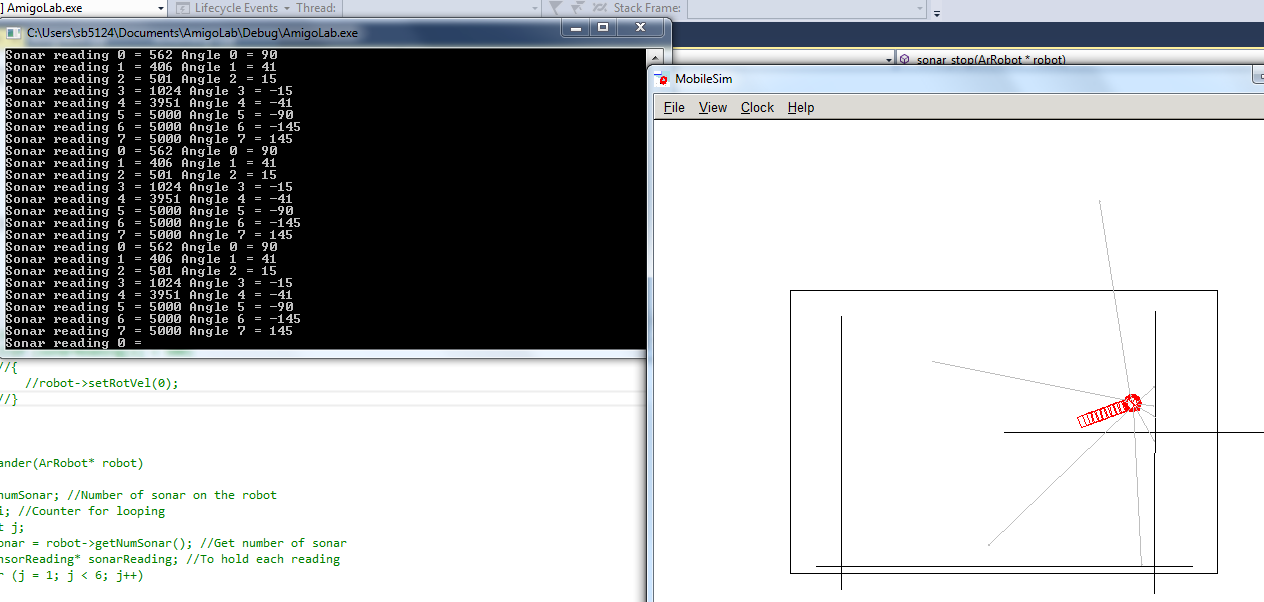 ] AmigoLab.exe Lifecycle Events Thread: Stack Frame:
C:\Users\sb5124\Documents\AmigoLab\Debug\AmigoLab.exe
Sonar reading 0 = 562 Angle 0 = 90
Sonar reading 1 = 406 Angle 1 = 41
Sonar reading 2 = 501 Angle 2 = 15
Sonar reading 3 = 1024 Angle 3 = -15
Sonar reading 4 = 3951 Angle 4 = -41
Sonar reading 5 = 5000 Angle 5 = -90
Sonar reading 6 = 5000 Angle 6 = -145
Sonar reading 7 = 5000 Angle 7 = 145
Sonar reading 0 = 562 Angle 0 = 90
Sonar reading 1 = 406 Angle 1 = 41
Sonar reading 2 = 501 Angle 2 = 15
Sonar reading 3 = 1024 Angle 3 = -15
Sonar reading 4 = 3951 Angle 4 = -41
Sonar reading 5 = 5000 Angle 5 = -90
Sonar reading 6 = 5000 Angle 6 = -145
Sonar reading 7 = 5000 Angle 7 = 145
Sonar reading 0 = 562 Angle 0 = 90
Sonar reading 1 = 406 Angle 1 = 41
Sonar reading 2 = 501 Angle 2 = 15
Sonar reading 3 = 1024 Angle 3 = -15
Sonar reading 4 = 3951 Angle 4 = -41
Sonar reading 5 = 5000 Angle 5 = -90
Sonar reading 6 = 5000 Angle 6 = -145
Sonar reading 7 = 5000 Angle 7 = 145
Sonar reading 0 =
//{
//robot->setRotVel(0);
//}
ander(ArRobot* robot)
numSonar; //Number of sonar on the robot
i; //Counter for looping
t j;
onar = robot->getNumSonar(); //Get number of sonar
nsorReading* sonarReading; //To hold each reading
r (j = 1; j < 6; j++)
sonar_stop(ArRobot * robot)
MobileSim
File View Clock Help